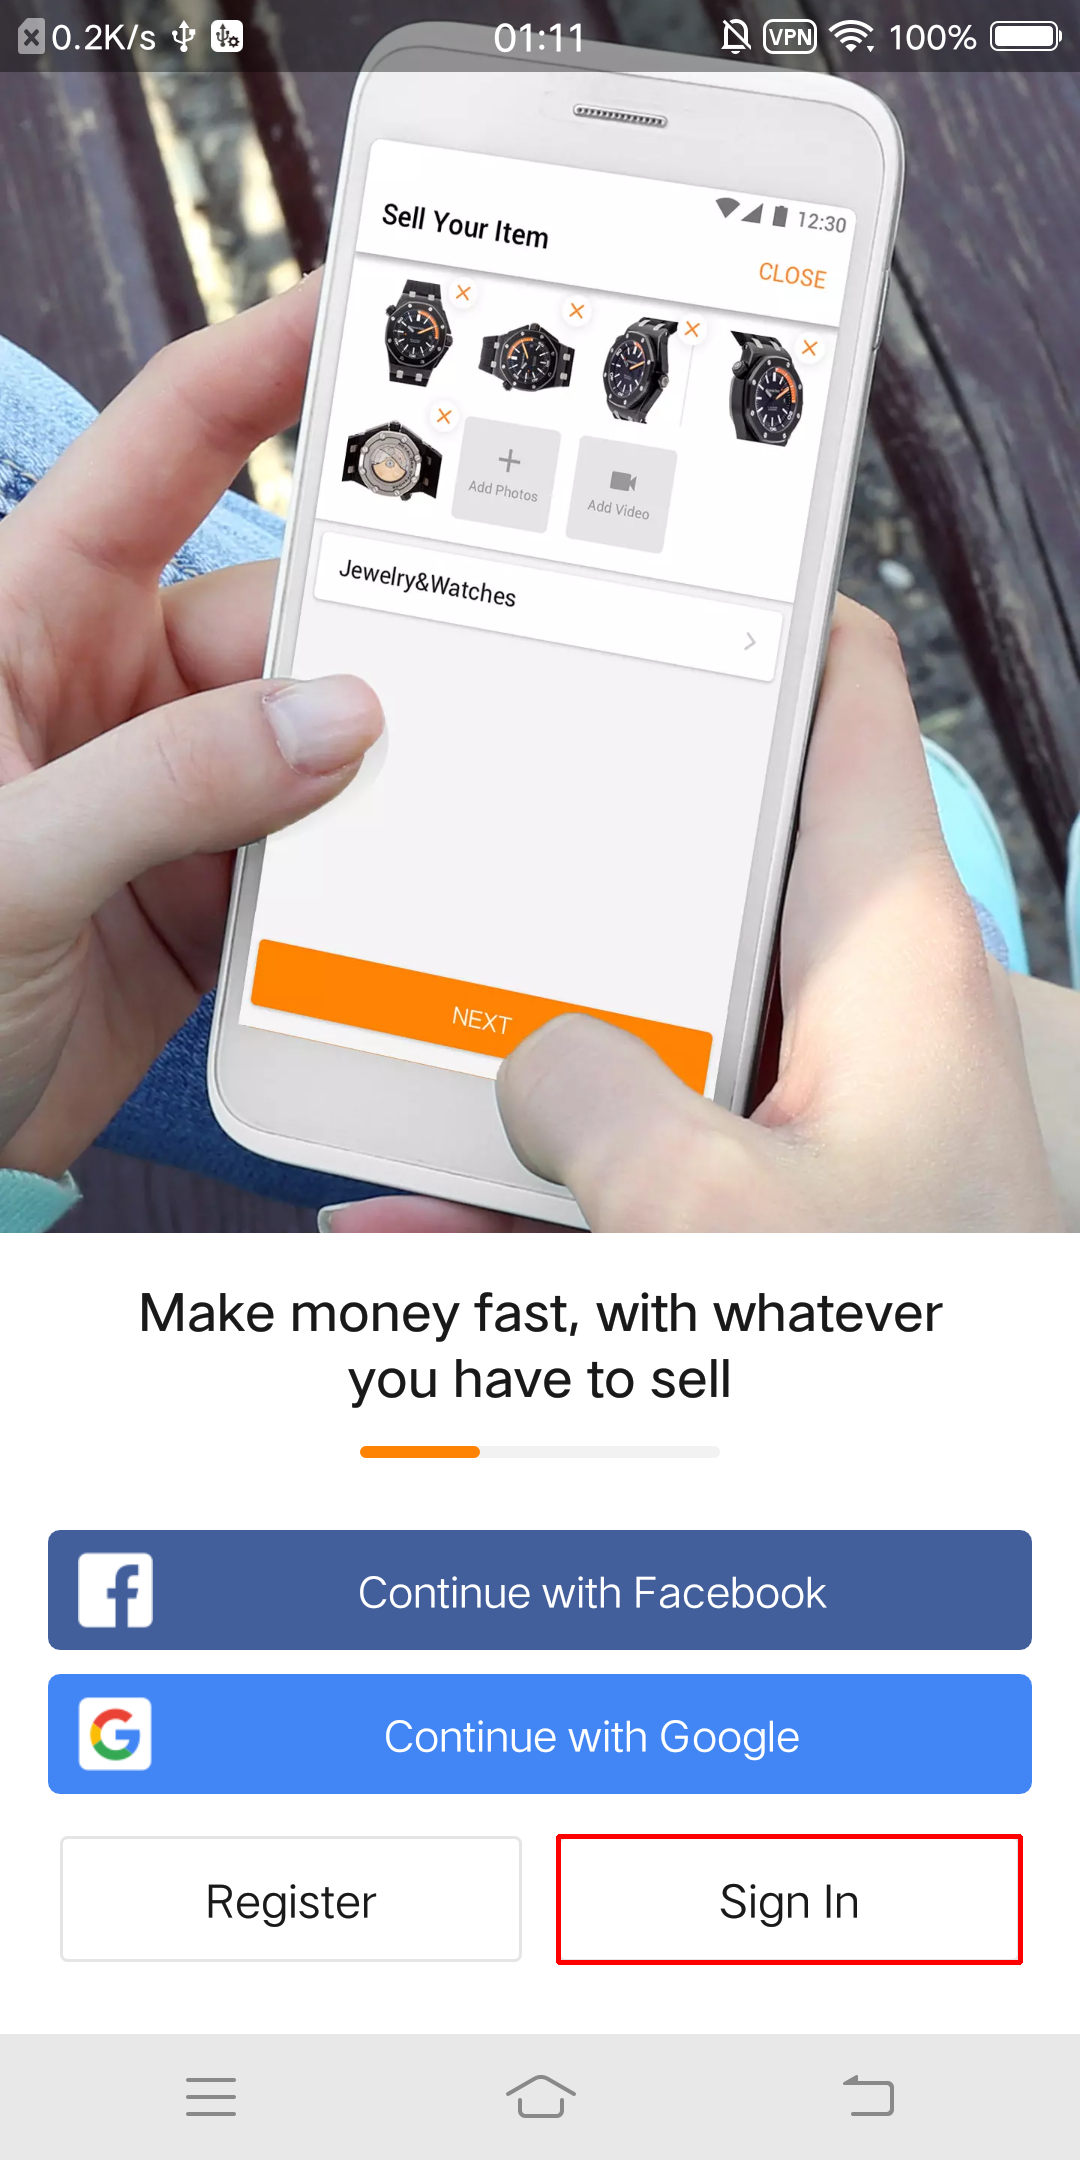 0.2K/s 01:11 VPN 100%
12:30
Sell Your Item
CLOSE
Add Photos
Add Video
Jewelry&Watches
NEXT
Make money fast, with whatever
you have to sell
Continue with Facebook
Continue with Google
Register
Sign In